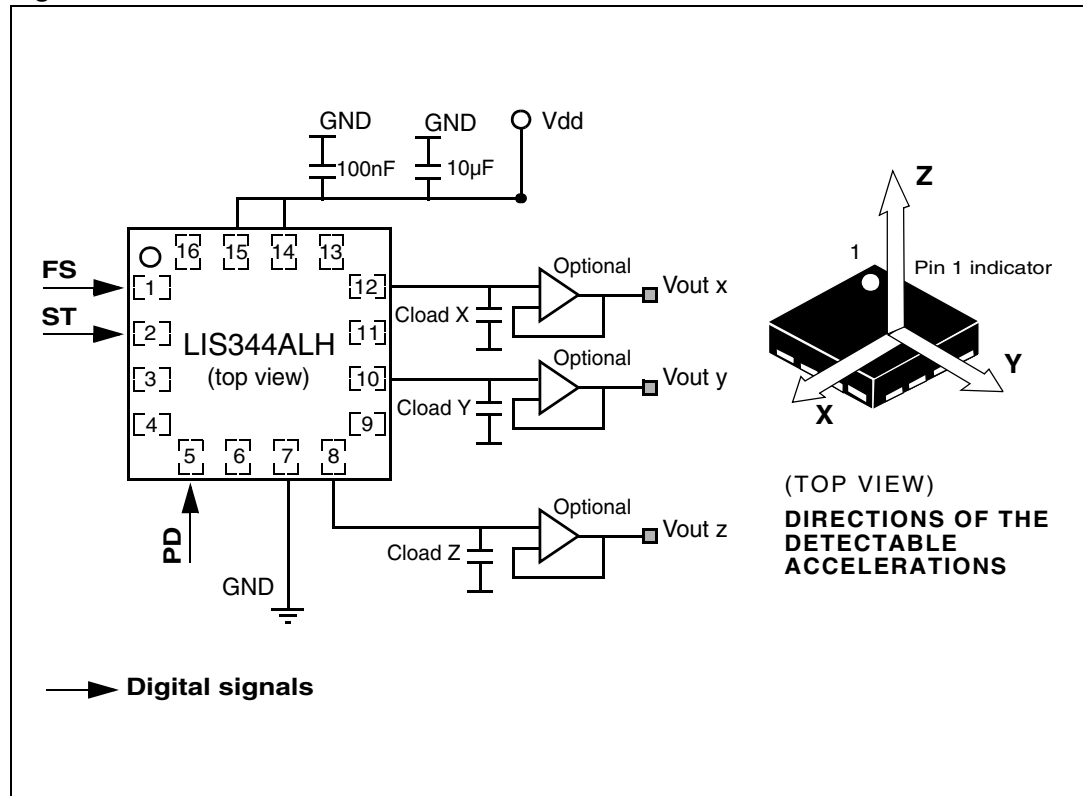 GND
GND
Vdd
100nF
10µF
16
15
14
13
FS
1
12
Optional
Vout x
Cload X
ST
2
11
LIS344ALH
(top view)
3
10
Optional
Vout y
Cload Y
4
9
5
6
7
8
PD
GND
Optional
Vout z
Cload Z
Digital signals
Z
1
Pin 1 indicator
Y
X
(TOP VIEW)
DIRECTIONS OF THE
DETECTABLE
ACCELERATIONS